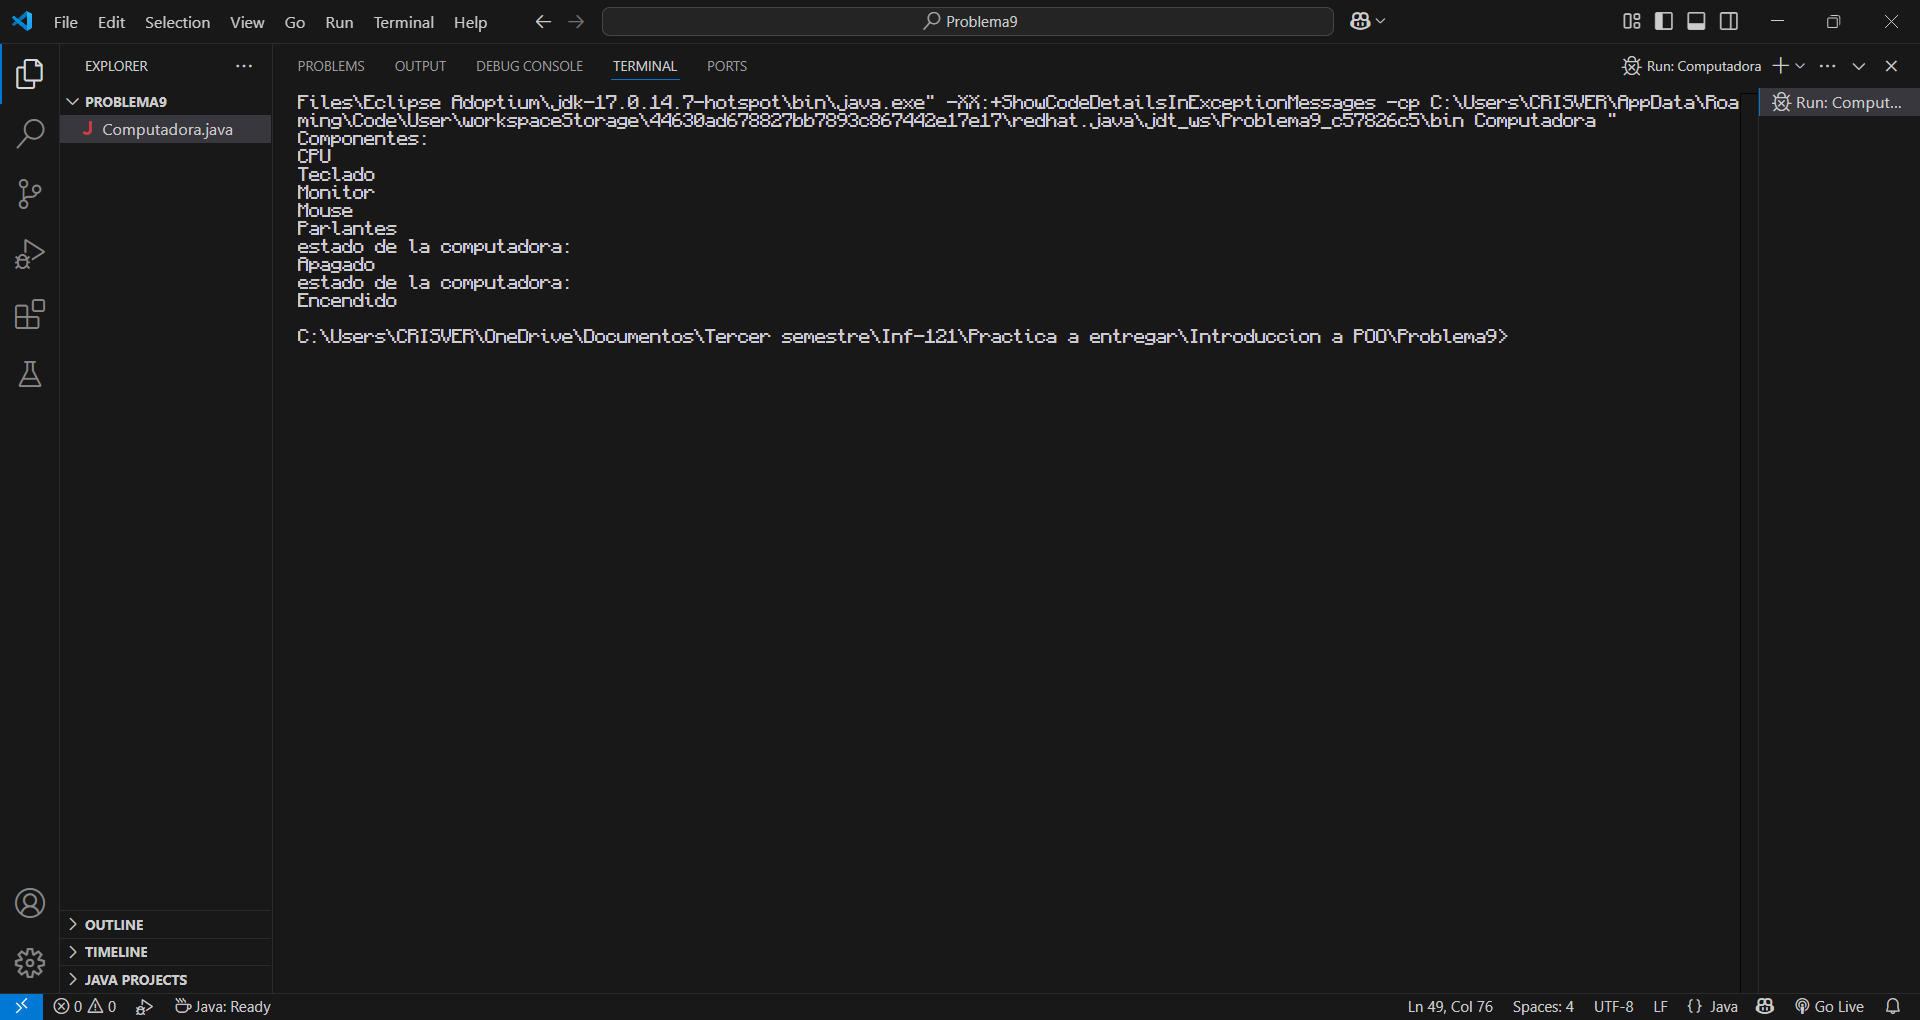 File Edit Selection View Go Run Terminal Help
Problema9
EXPLORER
PROBLEMA9
J Computadora.java
PROBLEMS OUTPUT DEBUG CONSOLE TERMINAL PORTS
Run: Computadora
Run: Comput...
Files\Eclipse Adoptium\jdk-17.0.14.7-hotspot\bin\java.exe" -XX:+ShowCodeDetailsInExceptionMessages -cp C:\Users\CRISVER\AppData\Roa
ming\Code\User\workspaceStorage\44630ad678827bb7893c867442e17e17\redhat.java\jdt_ws\Problema9_c57826c5\bin Computadora "
Componentes:
CPU
Teclado
Monitor
Mouse
Parlantes
estado de la computadora:
Apagado
estado de la computadora:
Encendido
C:\Users\CRISVER\OneDrive\Documentos\Tercer semestre\Inf-121\Practica a entregar\Introduccion a POO\Problema9>
OUTLINE
TIMELINE
JAVA PROJECTS
0 0 Java: Ready
Ln 49, Col 76 Spaces: 4 UTF-8 LF {} Java Go Live